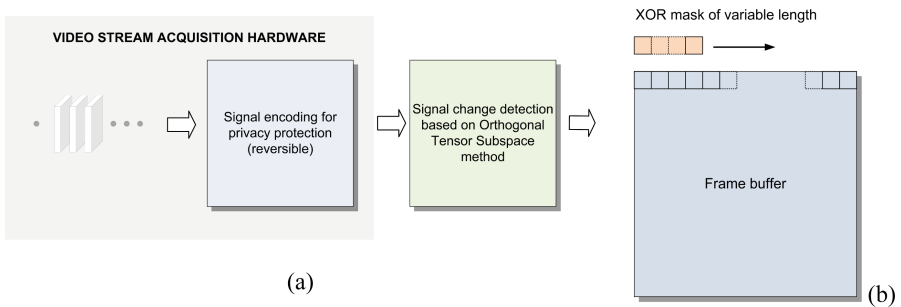 XOR mask of variable length
VIDEO STREAM ACQUISITION HARDWARE
Signal encoding for
privacy protection
(reversible)
Signal change detection
based on Orthogonal
Tensor Subspace
method
Frame buffer
(a)
(b)